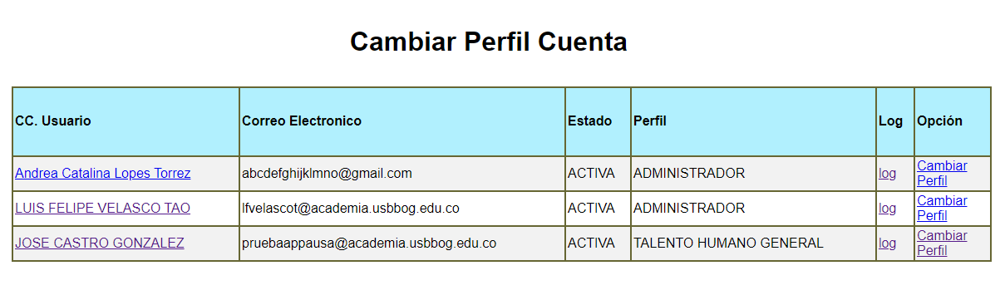 Cambiar Perfil Cuenta
CC. Usuario Correo Electronico Estado Perfil Log Opción
Andrea Catalina Lopes Torrez abcdefghijklmno@gmail.com ACTIVA ADMINISTRADOR log Cambiar
Perfil
LUIS FELIPE VELASCO TAO lfvelascot@academia.usbbog.edu.co ACTIVA ADMINISTRADOR log Cambiar
Perfil
JOSE CASTRO GONZALEZ pruebaappausa@academia.usbbog.edu.co ACTIVA TALENTO HUMANO GENERAL log Cambiar
Perfil